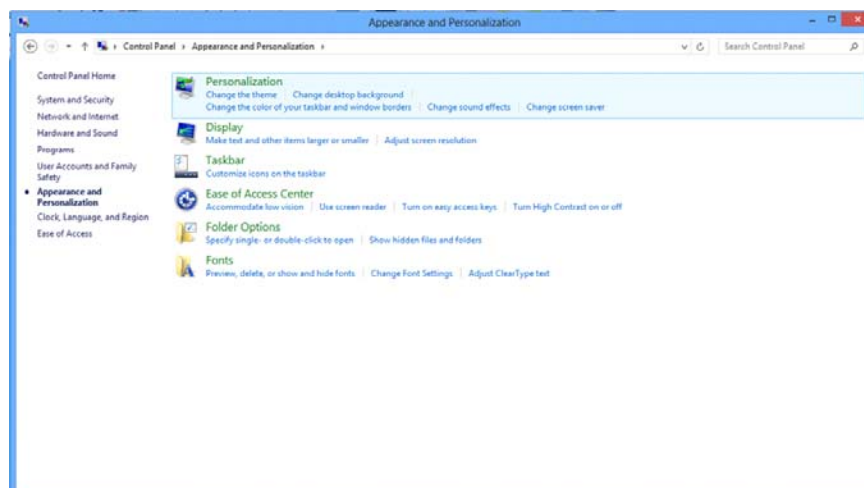 Appearance and Personalization
Control Panel Appearance and Personalization
Search Control Panel
Control Panel Home
System and Security
Network and Internet
Hardware and Sound
Programs
User Accounts and Family
Safety
Appearance and
Personalization
Clock, Language, and Region
Ease of Access
Personalization
Change the theme Change desktop background
Change the color of your taskbar and window borders Change sound effects Change screen saver
Display
Make text and other items larger or smaller Adjust screen resolution
Taskbar
Customize icons on the taskbar
Ease of Access Center
Accommodate low vision Use screen reader Turn on easy access keys Turn High Contrast on or off
Folder Options
Specify single- or double-click to open Show hidden files and folders
Fonts
Preview, delete, or show and hide fonts Change Font Settings Adjust ClearType text